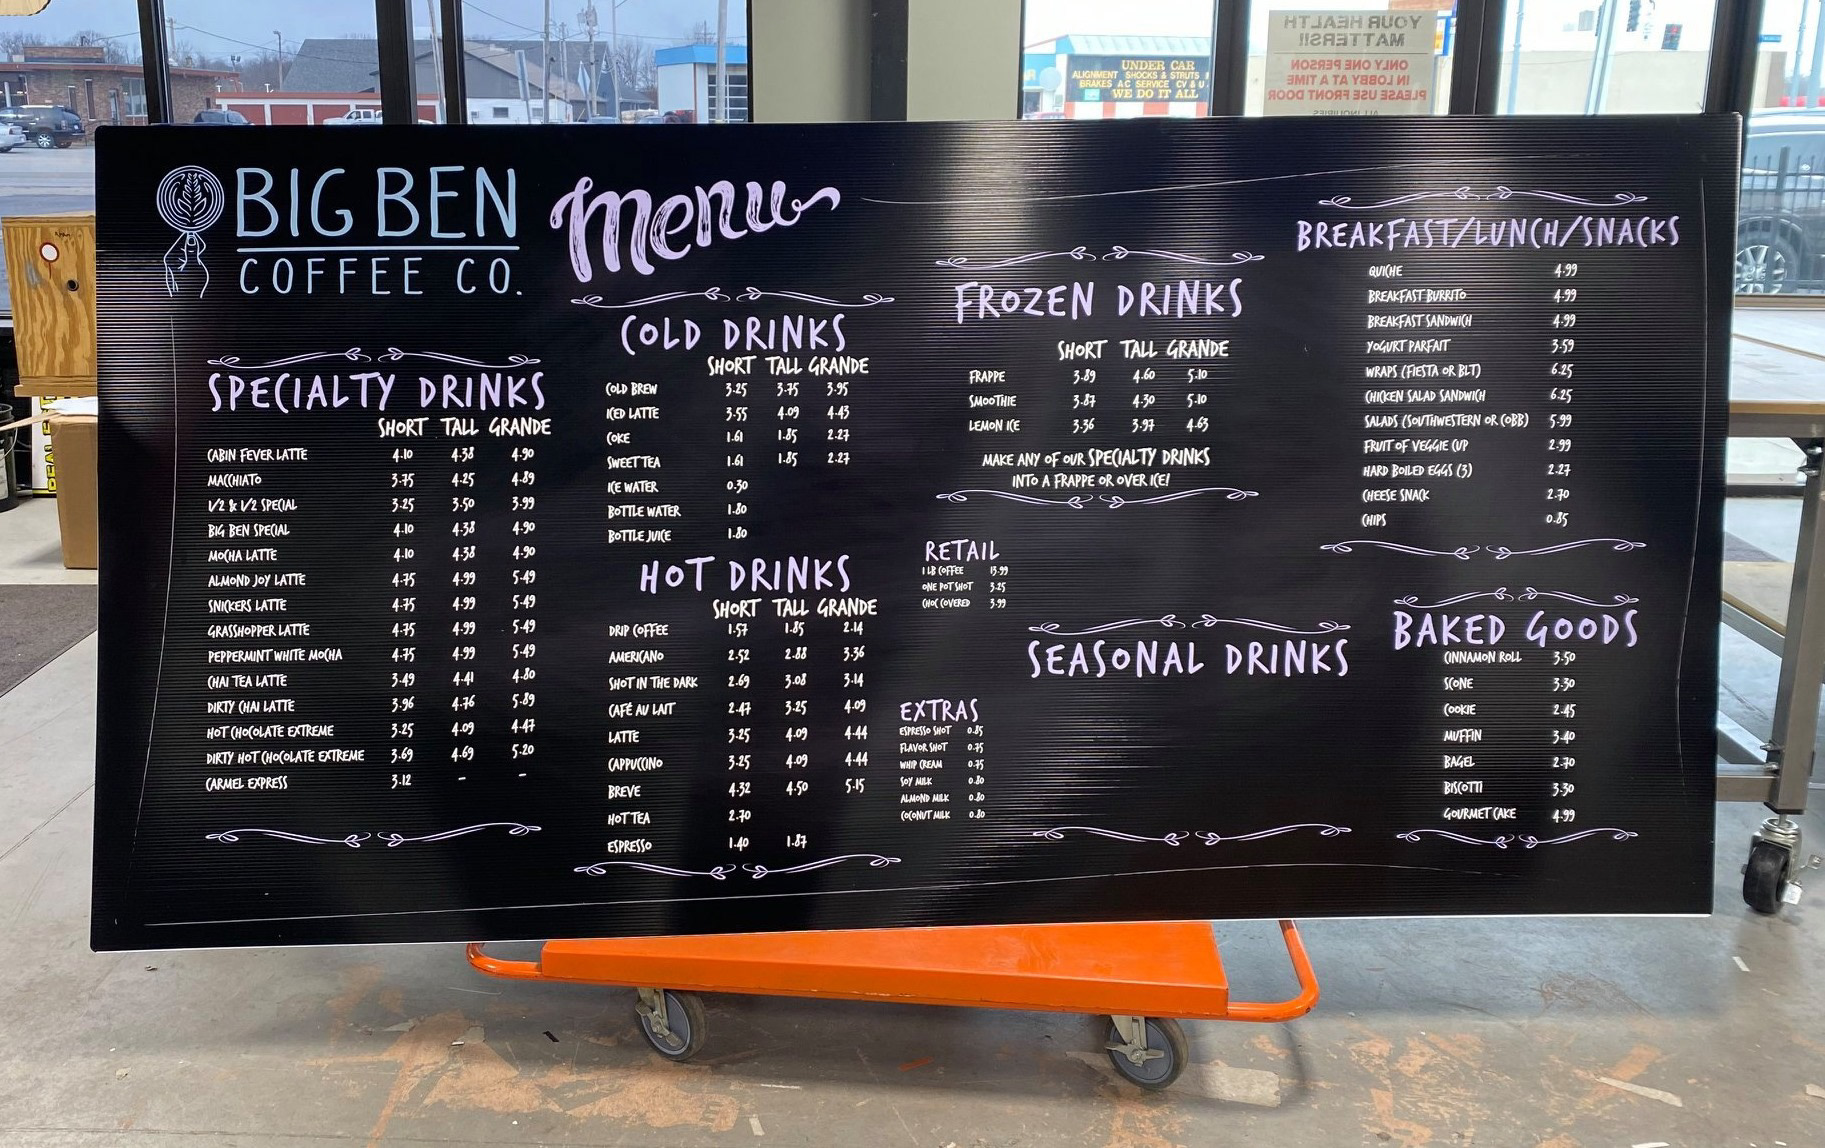 YOUR HEALTH
MATTERS!!
ONLY ONE PERSON
IN LOBBY AT A TIME
PLEASE USE FRONT DOOR
ALL INQUIRIES
UNDER CAR
ALIGNMENT SHOCKS & STRUTS
BRAKES A.C. SERVICE CV & U
WE DO IT ALL
BIG BEN
COFFEE CO.
menu
SPECIALTY DRINKS
SHORT TALL GRANDE
CABIN FEVER LATTE 4.10 4.38 4.90
MACCHIATO 3.75 4.25 4.89
1/2 & 1/2 SPECIAL 3.25 3.50 3.99
BIG BEN SPECIAL 4.10 4.38 4.90
MOCHA LATTE 4.10 4.38 4.90
ALMOND JOY LATTE 4.75 4.99 5.49
SNICKERS LATTE 4.75 4.99 5.49
GRASSHOPPER LATTE 4.75 4.99 5.49
PEPPERMINT WHITE MOCHA 4.75 4.99 5.49
CHAI TEA LATTE 3.49 4.41 4.80
DIRTY CHAI LATTE 3.96 4.76 5.89
HOT CHOCOLATE EXTREME 3.25 4.09 4.47
DIRTY HOT CHOCOLATE EXTREME 3.69 4.69 5.20
CARMEL EXPRESS 3.12 - -
COLD DRINKS
SHORT TALL GRANDE
COLD BREW 3.25 3.75 3.95
ICED LATTE 3.55 4.09 4.43
COKE 1.61 1.85 2.27
SWEET TEA 1.61 1.85 2.27
ICE WATER 0.30
BOTTLE WATER 1.80
BOTTLE JUICE 1.80
HOT DRINKS
SHORT TALL GRANDE
DRIP COFFEE 1.57 1.85 2.14
AMERICANO 2.52 2.88 3.36
SHOT IN THE DARK 2.69 3.08 3.14
CAFÉ AU LAIT 2.47 3.25 4.09
LATTE 3.25 4.09 4.44
CAPPUCCINO 3.25 4.09 4.44
BREVE 4.32 4.50 5.15
HOT TEA 2.70
ESPRESSO 1.40 1.87
FROZEN DRINKS
SHORT TALL GRANDE
FRAPPE 3.89 4.60 5.10
SMOOTHIE 3.87 4.30 5.10
LEMON ICE 3.36 3.97 4.63
MAKE ANY OF OUR SPECIALTY DRINKS
INTO A FRAPPE OR OVER ICE!
RETAIL
1 LB COFFEE 13.99
ONE POT SHOT 3.25
CHOC COVERED 3.99
EXTRAS
ESPRESSO SHOT 0.85
FLAVOR SHOT 0.75
WHIP CREAM 0.75
SOY MILK 0.80
ALMOND MILK 0.80
COCONUT MILK 0.80
SEASONAL DRINKS
BREAKFAST/LUNCH/SNACKS
QUICHE 4.99
BREAKFAST BURRITO 4.99
BREAKFAST SANDWICH 4.99
YOGURT PARFAIT 3.59
WRAPS (FIESTA OR BLT) 6.25
CHICKEN SALAD SANDWICH 6.25
SALADS (SOUTHWESTERN OR COBB) 5.99
FRUIT OF VEGGIE CUP 2.99
HARD BOILED EGGS (3) 2.27
CHEESE SNACK 2.70
CHIPS 0.85
BAKED GOODS
CINNAMON ROLL 3.50
SCONE 3.30
COOKIE 2.45
MUFFIN 3.40
BAGEL 2.70
BISCOTTI 3.30
GOURMET CAKE 4.99